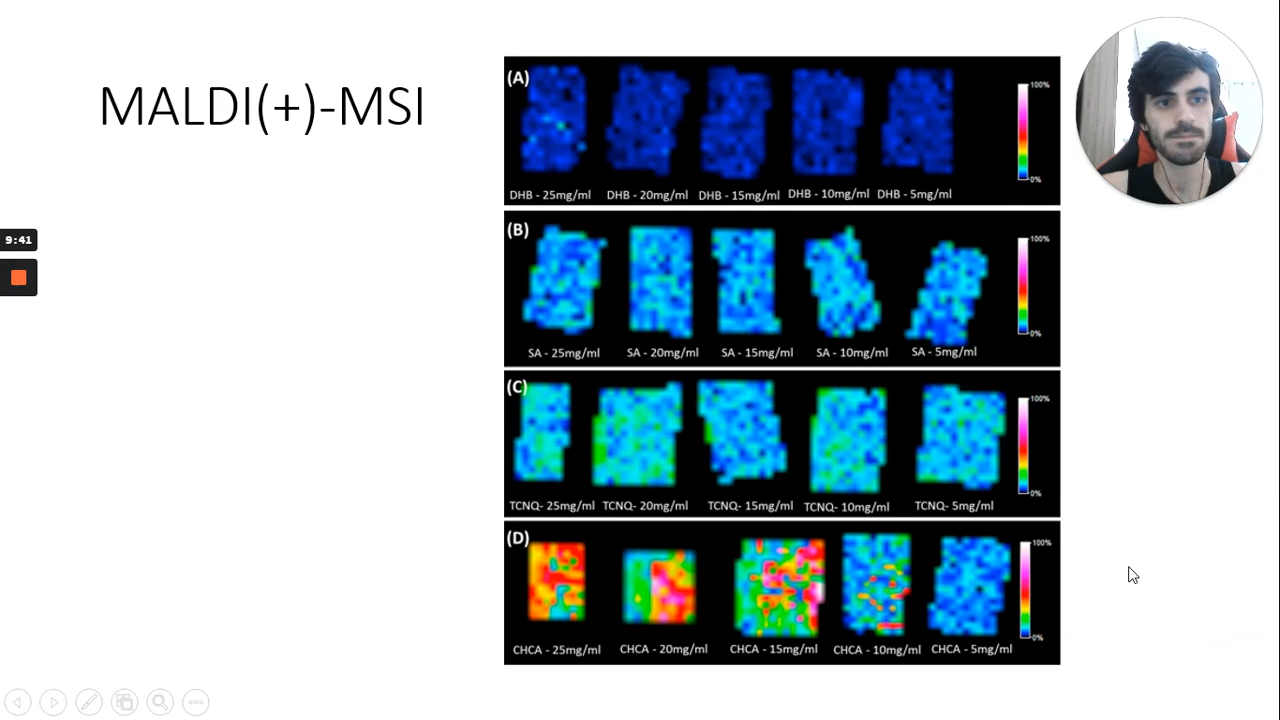 MALDI(+)-MSI
9:41
(A)
100%
0%
DHB - 25mg/ml DHB - 20mg/ml DHB - 15mg/ml DHB - 10mg/ml DHB - 5mg/ml
(B)
100%
0%
SA - 25mg/ml SA - 20mg/ml SA - 15mg/ml SA - 10mg/ml SA - 5mg/ml
(C)
100%
0%
TCNQ- 25mg/ml TCNQ- 20mg/ml TCNQ- 15mg/ml TCNQ- 10mg/ml TCNQ- 5mg/ml
(D)
100%
0%
CHCA - 25mg/ml CHCA - 20mg/ml CHCA - 15mg/ml CHCA - 10mg/ml CHCA - 5mg/ml